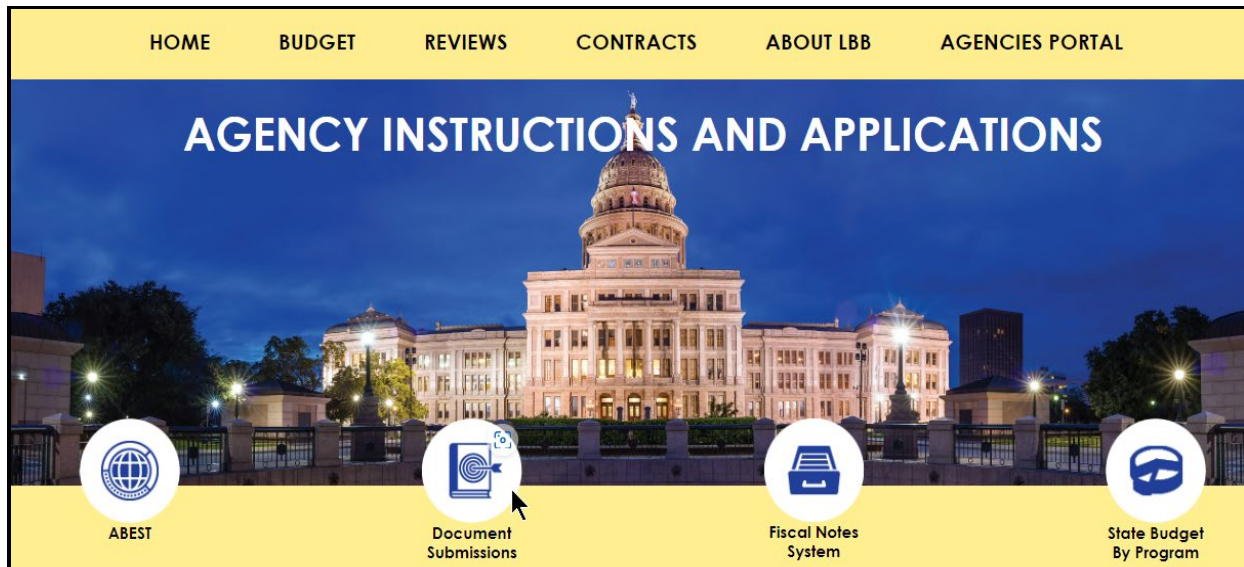 HOME BUDGET REVIEWS CONTRACTS ABOUT LBB AGENCIES PORTAL
AGENCY INSTRUCTIONS AND APPLICATIONS
ABEST
Document
Submissions
Fiscal Notes
System
State Budget
By Program